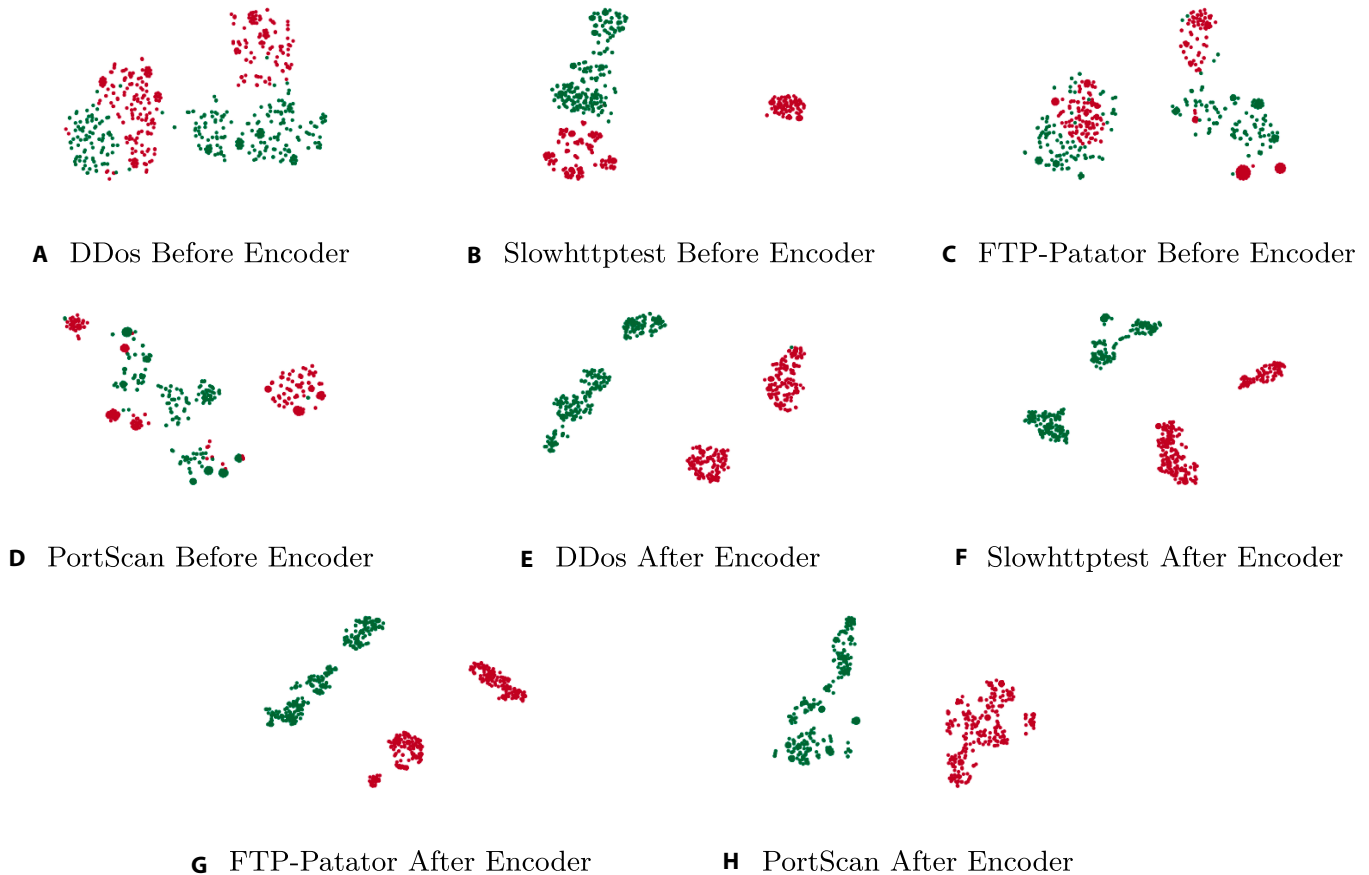 A DDos Before Encoder
B Slowhttptest Before Encoder
C FTP-Patator Before Encoder
D PortScan Before Encoder
E DDos After Encoder
F Slowhttptest After Encoder
G FTP-Patator After Encoder
H PortScan After Encoder